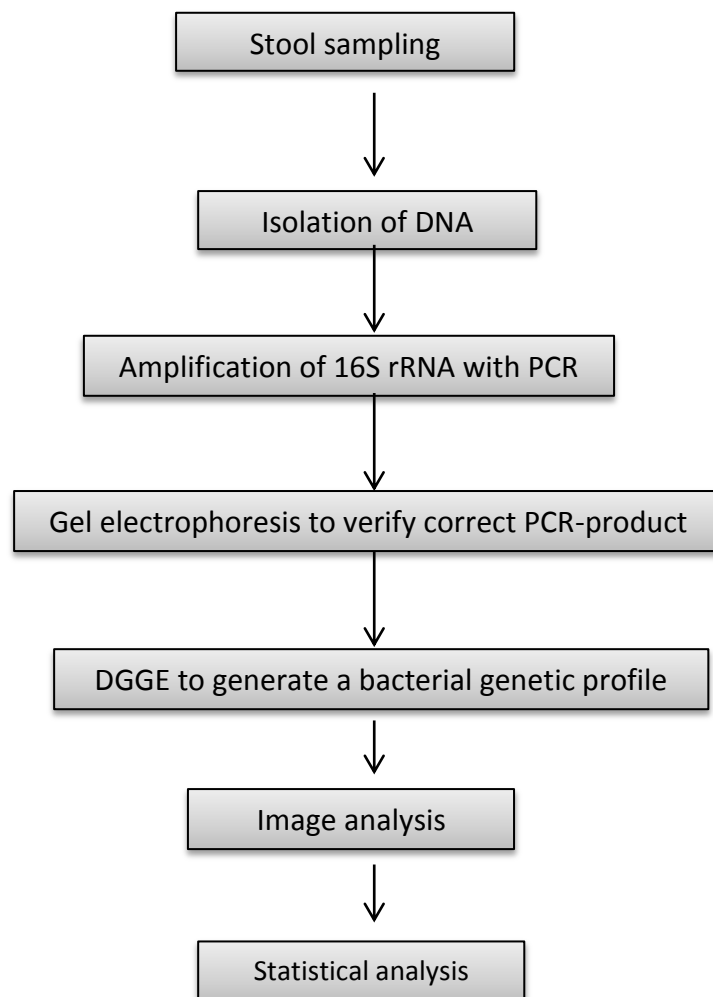 Stool sampling
Isolation of DNA
Amplification of 16S rRNA with PCR
Gel electrophoresis to verify correct PCR-product
DGGE to generate a bacterial genetic profile
Image analysis
Statistical analysis